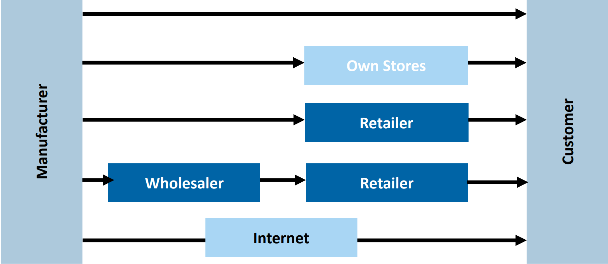 Manufacturer
Own Stores
Retailer
Wholesaler
Retailer
Internet
Customer